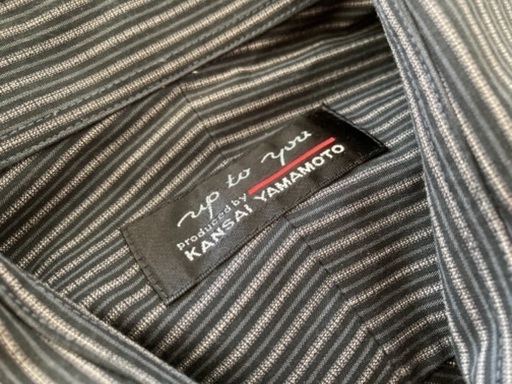 up to you
Produced by
KANSAI YAMAMOTO